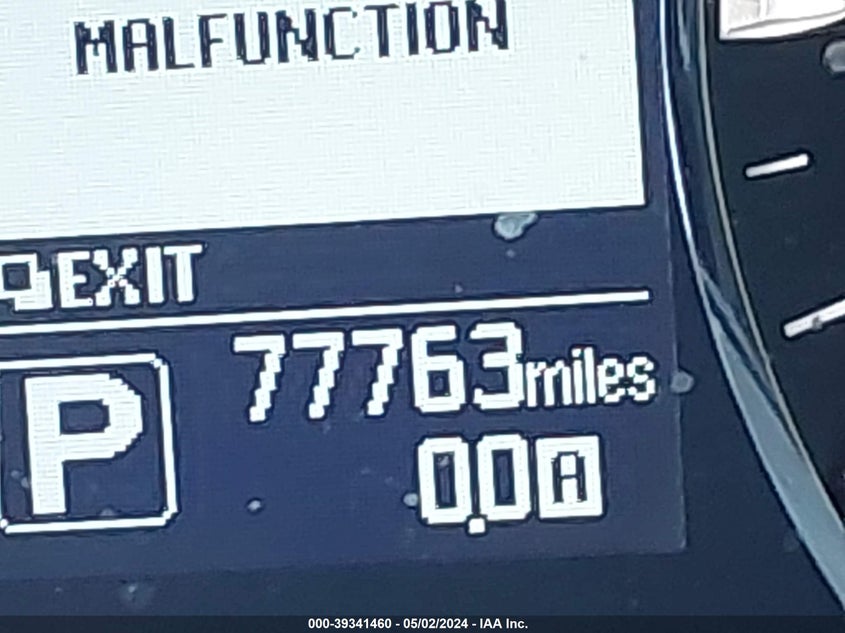 MALFUNCTION
EXIT
77763miles
P
0.0A
000-39341460 - 05/02/2024 - IAA Inc.